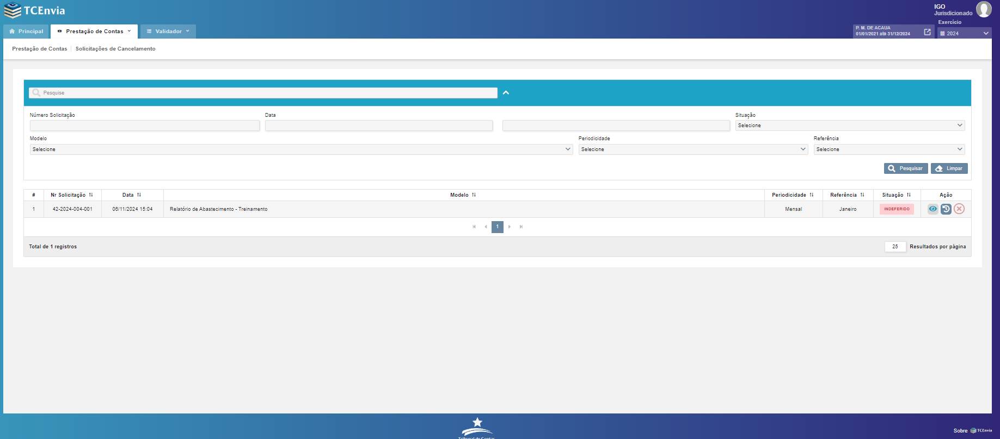 TCEnvia
IGO
Jurisdicionado
Exercício
Principal
Prestação de Contas
Validador
P. M. DE ACAUA
01/01/2021 até 31/12/2024
2024
Prestação de Contas
Solicitações de Cancelamento
Pesquise
Número Solicitação
Data
Situação
Selecione
Modelo
Periodicidade
Referência
Selecione
Selecione
Selecione
Pesquisar
Limpar
# Nr Solicitação Data Modelo Periodicidade Referência Situação Ação
1 42-2024-004-001 06/11/2024 15:04 Relatório de Abastecimento - Treinamento Mensal Janeiro INDEFERIDO
1
Total de 1 registros
25 Resultados por página
Tribunal de Contas
Sobre TCEnvia